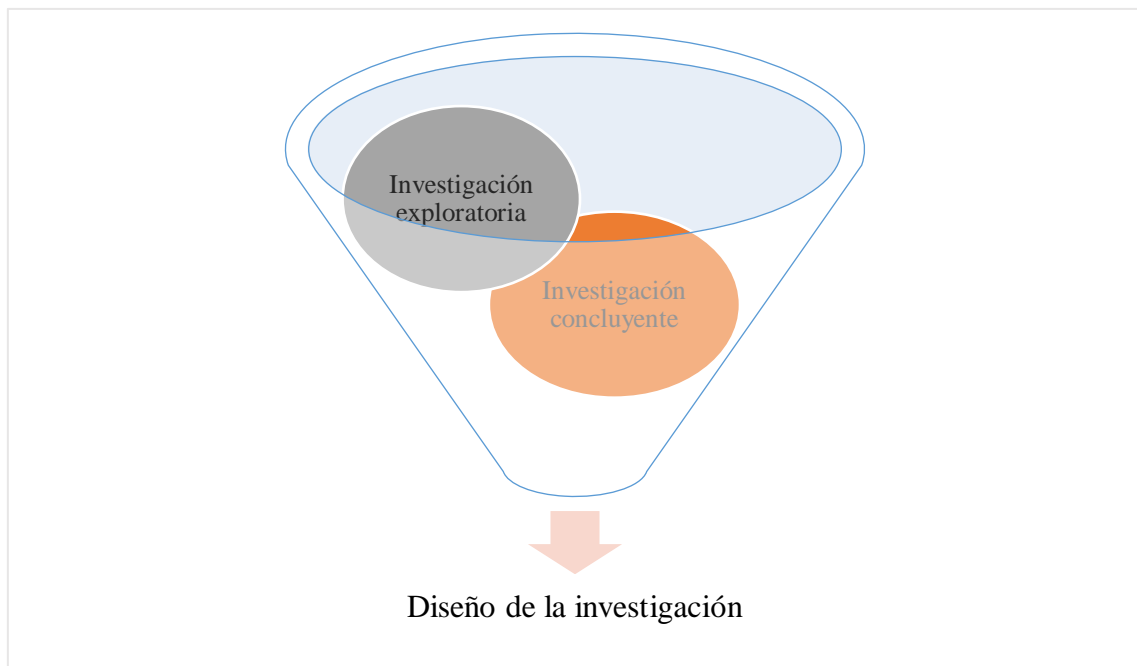 Investigación
exploratoria
Investigación
concluyente
Diseño de la investigación